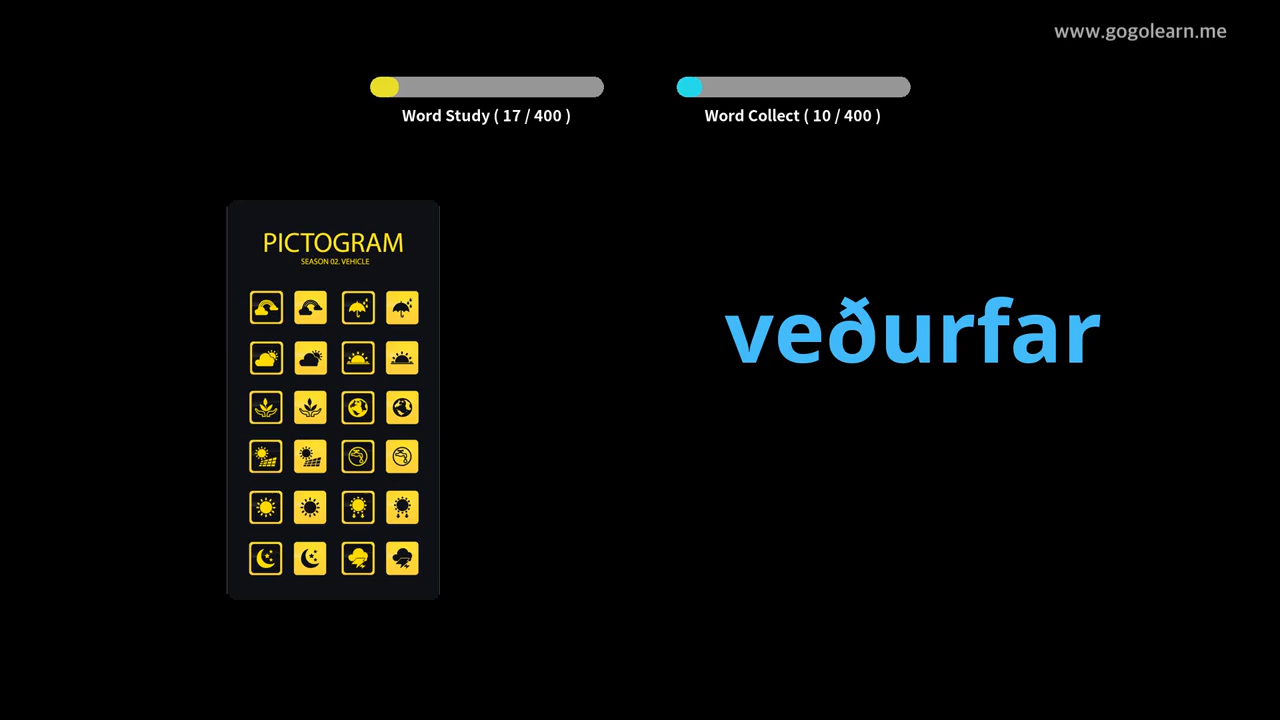 www.gogolearn.me
Word Study ( 17 / 400 )
Word Collect ( 10 / 400 )
PICTOGRAM
SEASON 02. VEHICLE
veðurfar